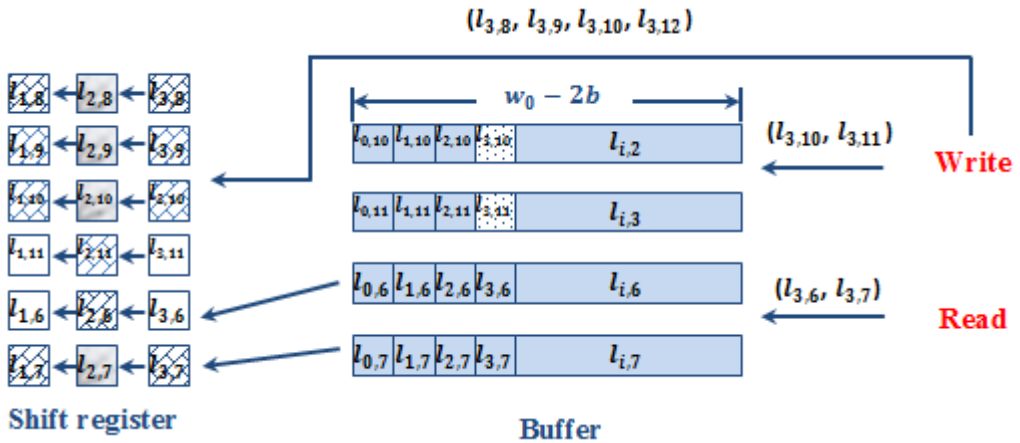 (l₃,₈, l₃,₉, l₃,₁₀, l₃,₁₂)
w₀ − 2b
l₁,₈ l₂,₈ l₃,₈
l₁,₉ l₂,₉ l₃,₉
l₁,₁₀ l₂,₁₀ l₂,₁₀
l₁,₁₁ l₂,₁₁ l₃,₁₁
l₁,₆ l₂,₆ l₃,₆
l₁,₇ l₂,₇ l₃,₇
Shift register
l₀,₁₀ l₁,₁₀ l₂,₁₀ l₃,₁₀ lᵢ,₂
l₀,₁₁ l₁,₁₁ l₂,₁₁ l₃,₁₁ lᵢ,₃
l₀,₆ l₁,₆ l₂,₆ l₃,₆ lᵢ,₆
l₀,₇ l₁,₇ l₂,₇ l₃,₇ lᵢ,₇
Buffer
(l₃,₁₀, l₃,₁₁)
Write
(l₃,₆, l₃,₇)
Read